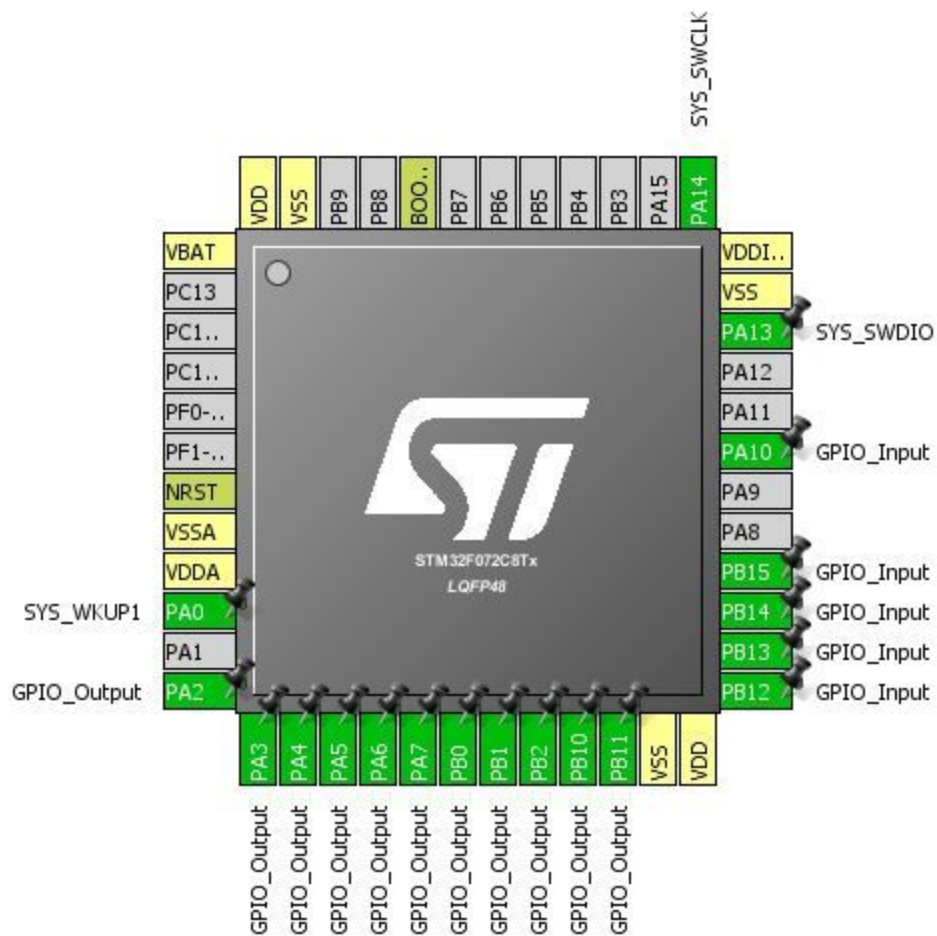 SYS_SWCLK
VDD VSS PB9 PB8 BOO.. PB7 PB6 PB5 PB4 PB3 PA15 PA14
VBAT VDDI..
PC13 VSS
PC1.. PA13 SYS_SWDIO
PC1.. PA12
PF0-.. PA11
PF1-.. PA10 GPIO_Input
NRST PA9
VSSA PA8
STM32F072C8Tx
VDDA PB15 GPIO_Input
LQFP48
SYS_WKUP1 PA0 PB14 GPIO_Input
PA1 PB13 GPIO_Input
GPIO_Output PA2 PB12 GPIO_Input
PA3 PA4 PA5 PA6 PA7 PB0 PB1 PB2 PB10 PB11 VSS VDD
GPIO_Output GPIO_Output GPIO_Output GPIO_Output GPIO_Output GPIO_Output GPIO_Output GPIO_Output GPIO_Output GPIO_Output